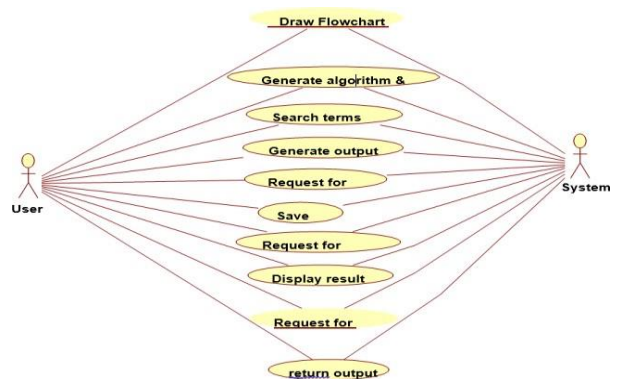 Draw Flowchart
Generate algorithm &
Search terms
Generate output
Request for
User
System
Save
Request for
Display result
Request for
return output